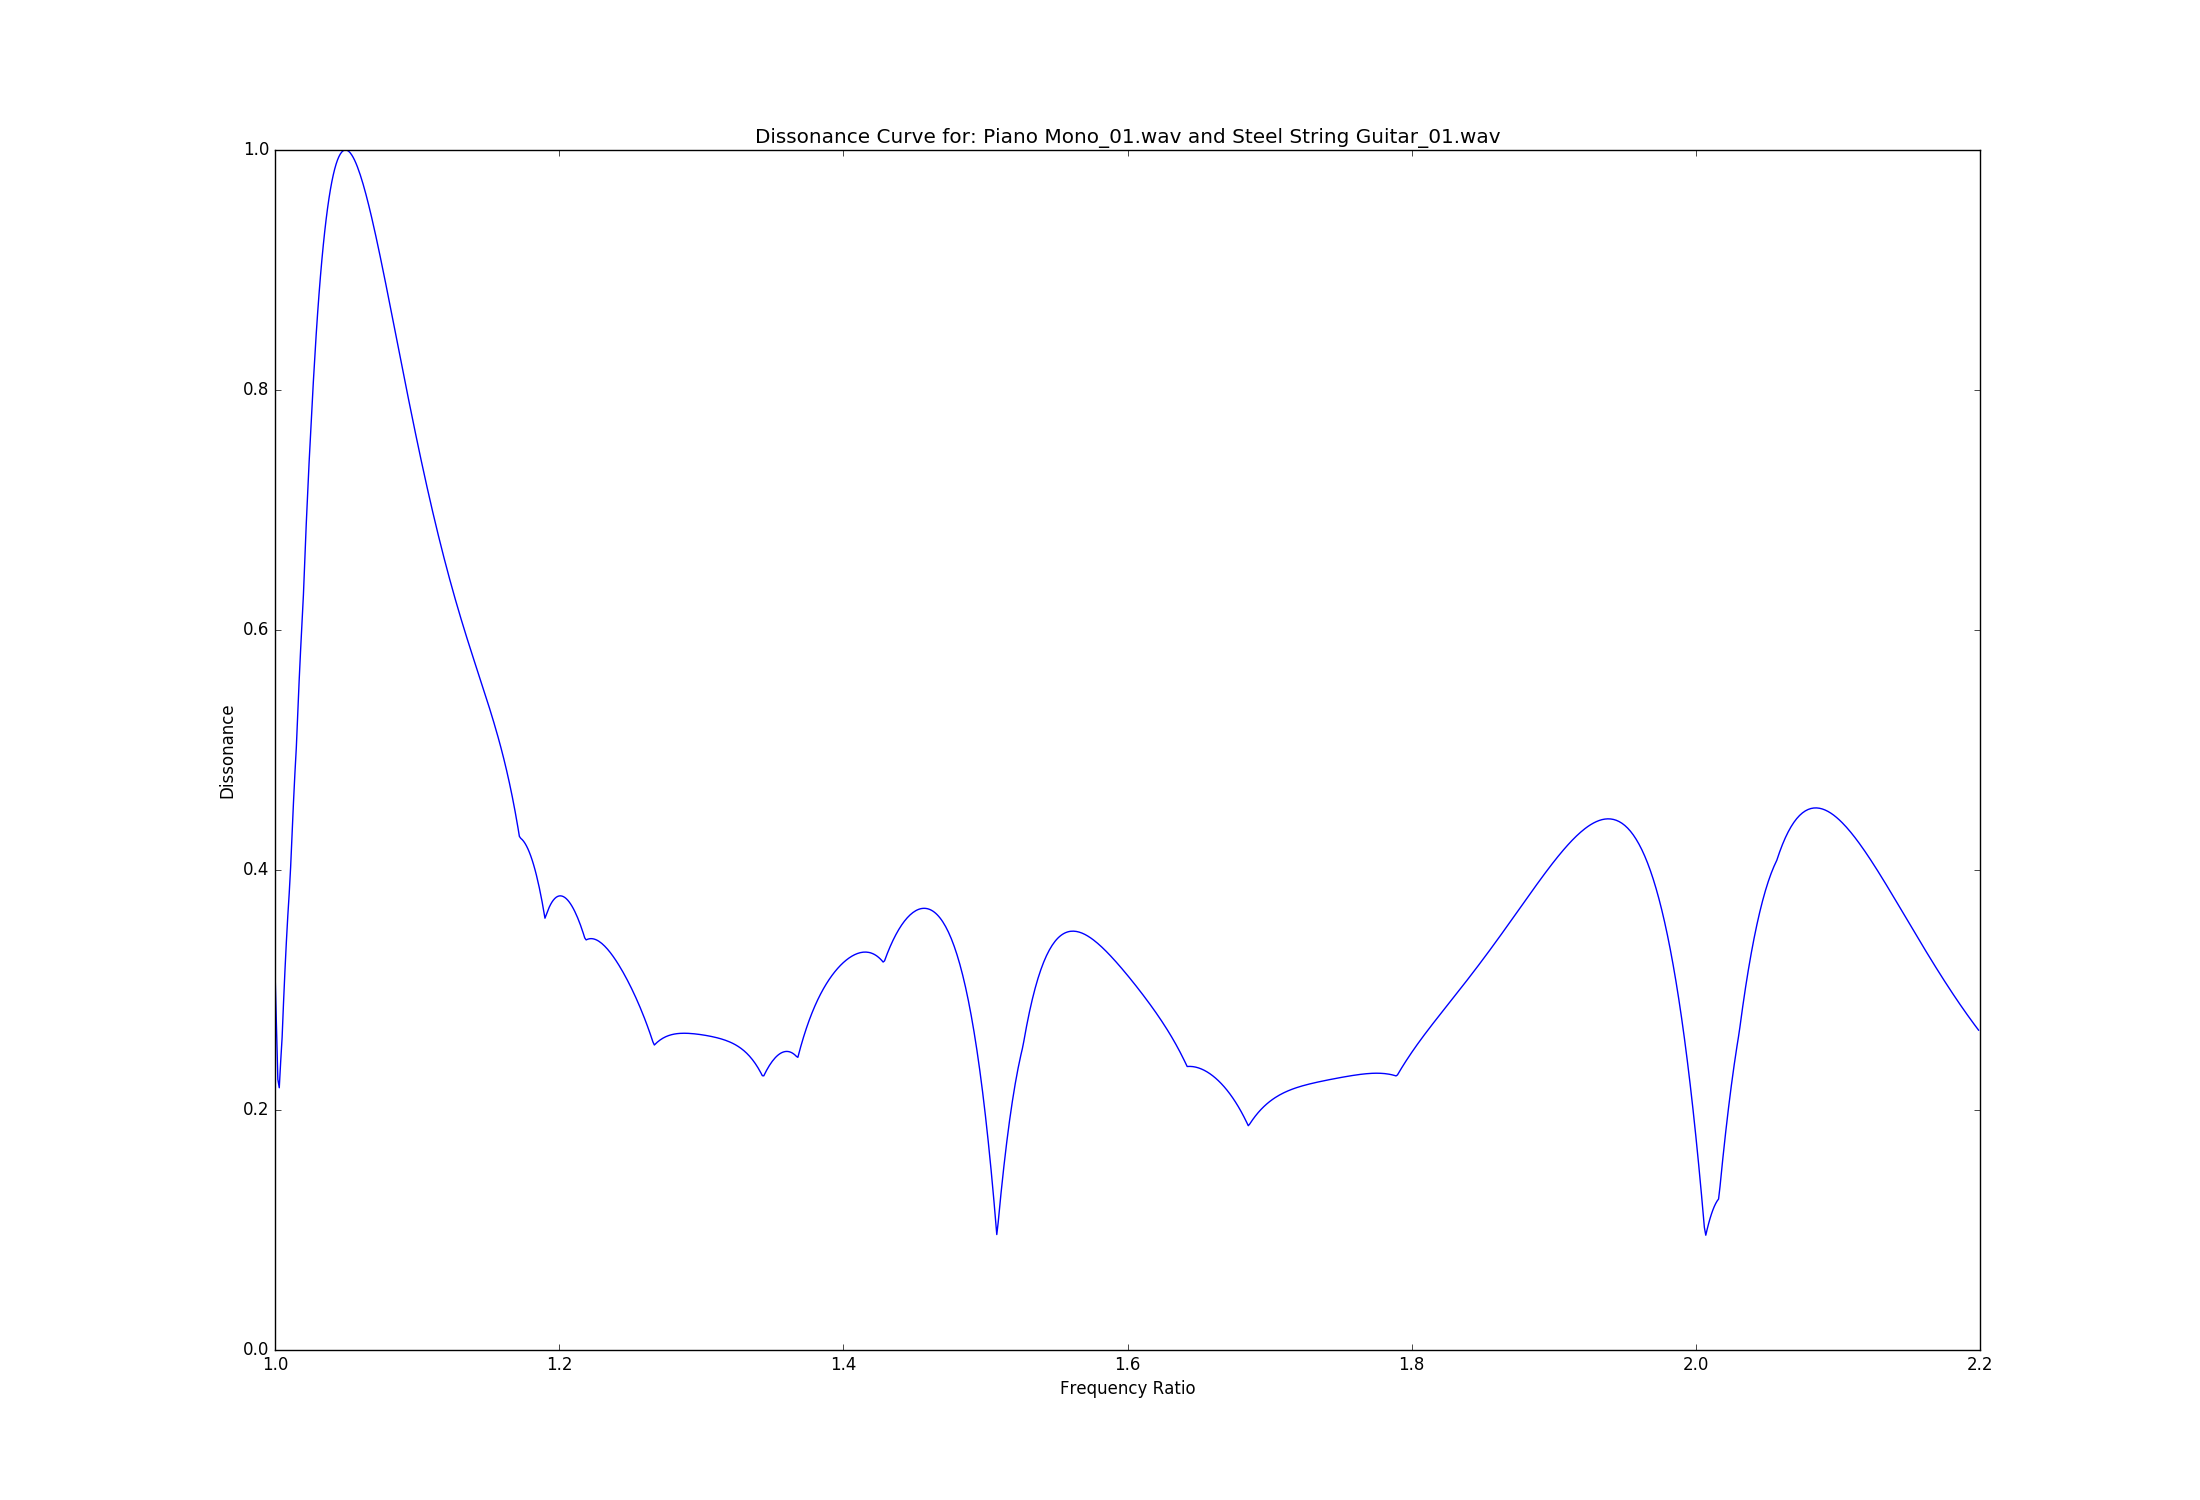 Dissonance Curve for: Piano Mono_01.wav and Steel String Guitar_01.wav
1.0
0.8
0.6
0.4
0.2
0.0
Dissonance
1.0 1.2 1.4 1.6 1.8 2.0 2.2
Frequency Ratio